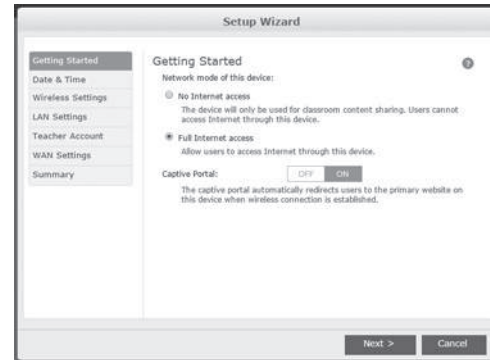 Setup Wizard
Getting Started
Date & Time
Wireless Settings
LAN Settings
Teacher Account
WAN Settings
Summary
Getting Started
?
Network mode of this device:
No Internet access
The device will only be used for classroom content sharing. Users cannot
access Internet through this device.
Full Internet access
Allow users to access Internet through this device.
Captive Portal: OFF ON
The captive portal automatically redirects users to the primary website on
this device when wireless connection is established.
Next > Cancel